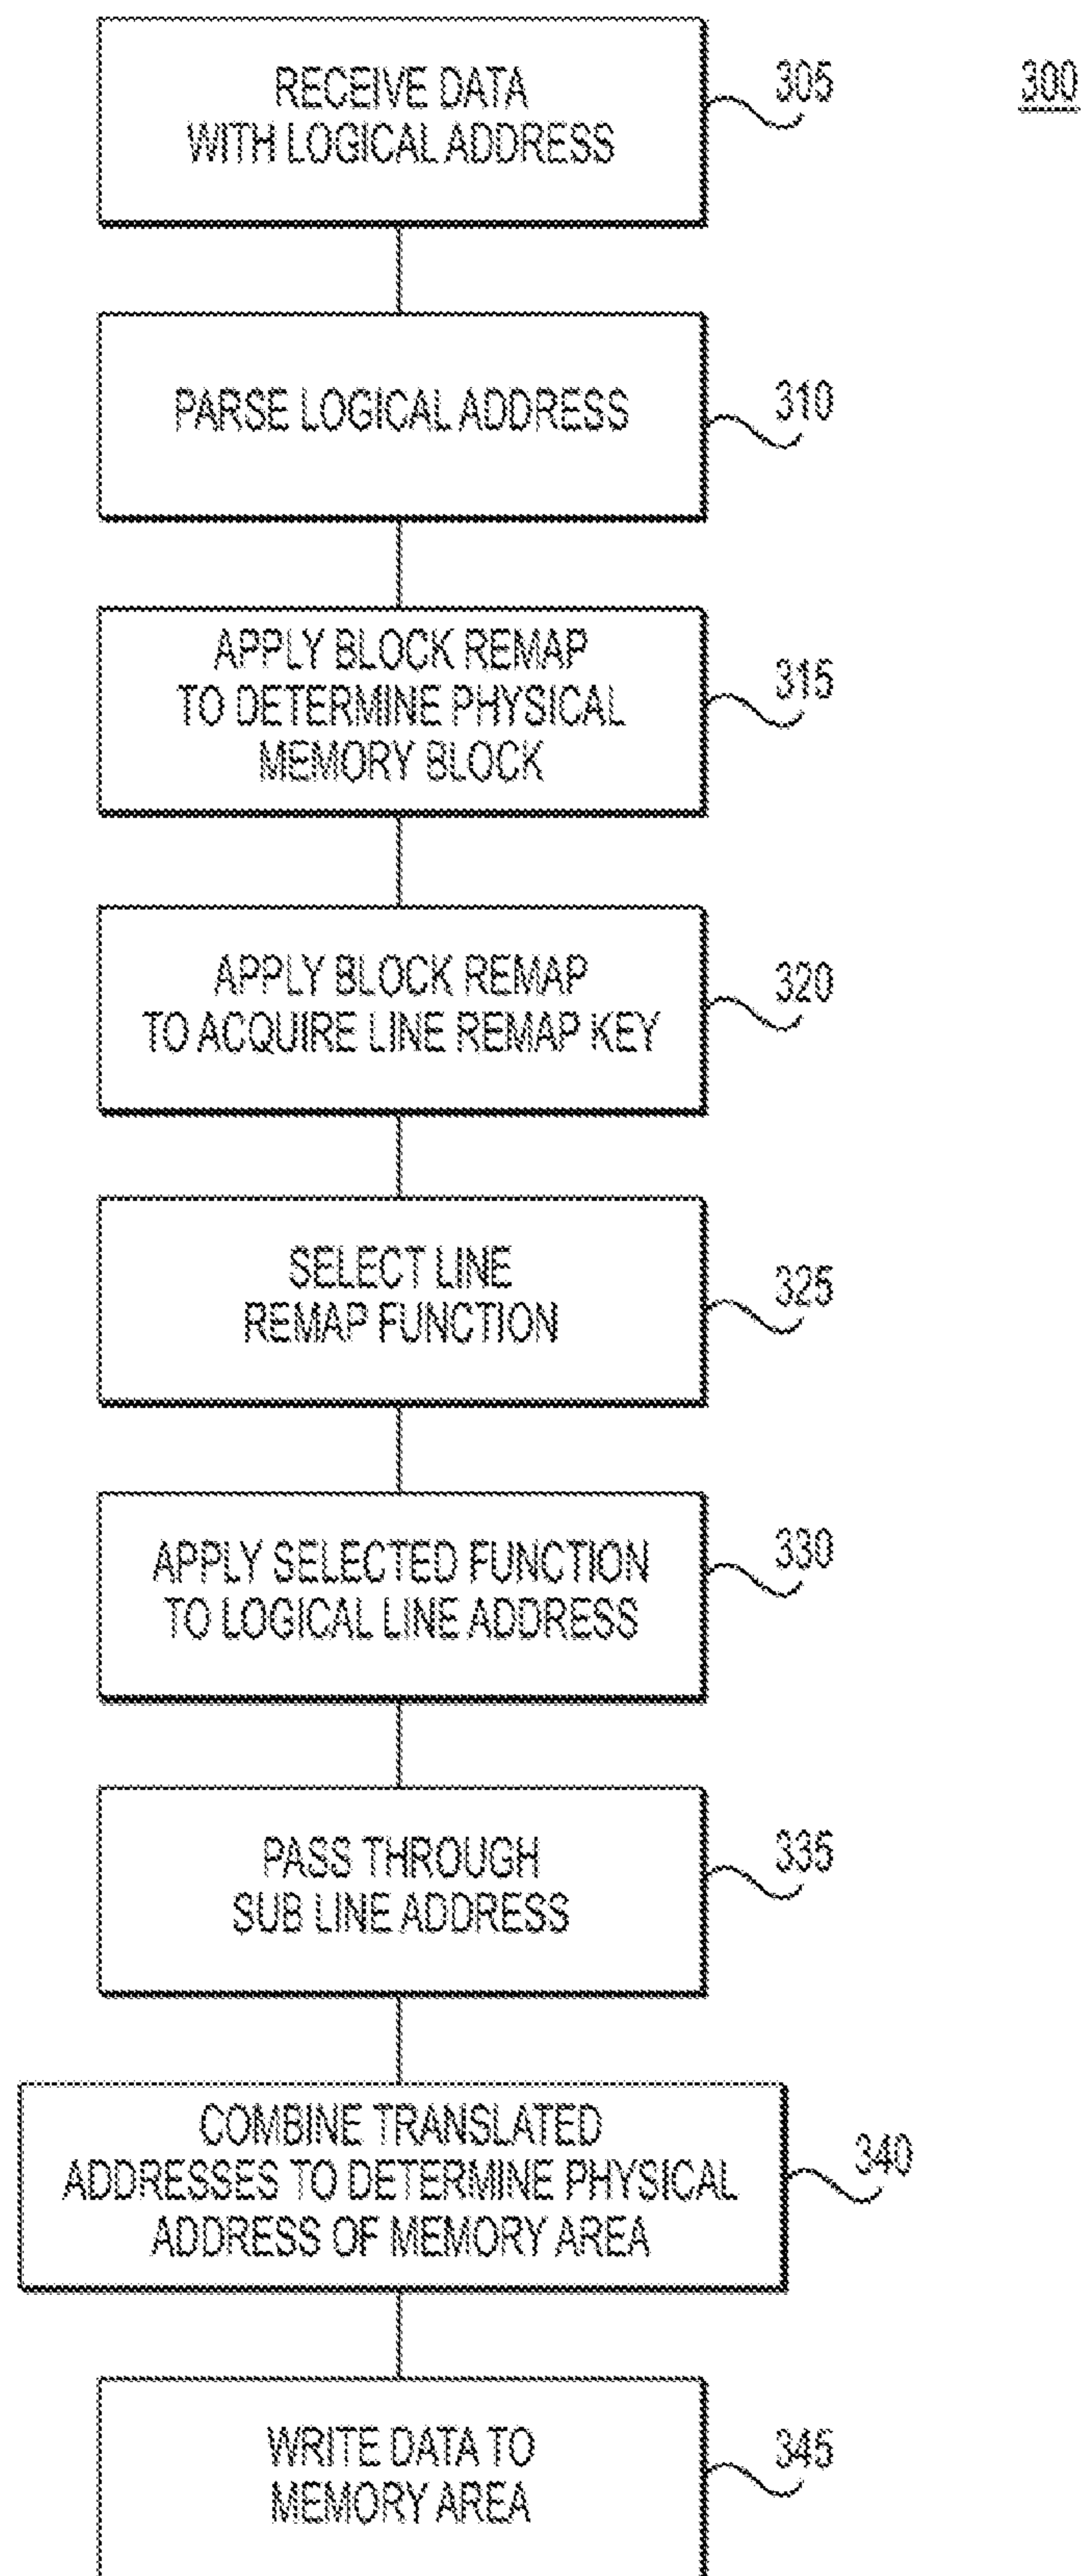 300
RECEIVE DATA
WITH LOGICAL ADDRESS
305
PARSE LOGICAL ADDRESS
310
APPLY BLOCK REMAP
TO DETERMINE PHYSICAL
MEMORY BLOCK
315
APPLY BLOCK REMAP
TO ACQUIRE LINE REMAP KEY
320
SELECT LINE
REMAP FUNCTION
325
APPLY SELECTED FUNCTION
TO LOGICAL LINE ADDRESS
330
PASS THROUGH
SUB LINE ADDRESS
335
COMBINE TRANSLATED
ADDRESSES TO DETERMINE PHYSICAL
ADDRESS OF MEMORY AREA
340
WRITE DATA TO
MEMORY AREA
345